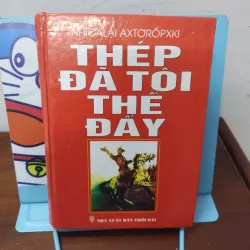 NHICALAI AXTƠRỐPXKI
THÉP
ĐÃ TÔI
THẾ
ĐẤY
NHÀ XUẤT BẢN THỜI ĐẠI